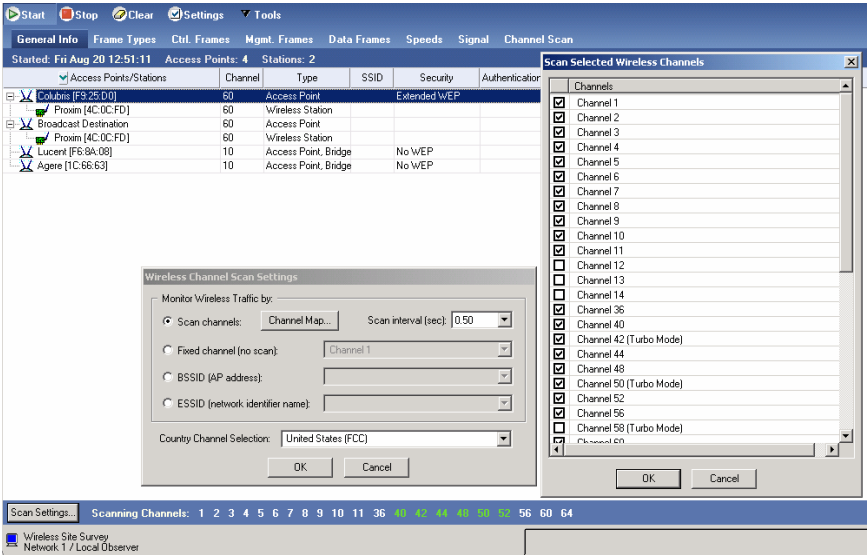 Start Stop Clear Settings Tools
General Info Frame Types Ctrl. Frames Mgmt. Frames Data Frames Speeds Signal Channel Scan
Started: Fri Aug 20 12:51:11 Access Points: 4 Stations: 2
Access Points/Stations Channel Type SSID Security Authentication
Colubris [F9:25:D0] 60 Access Point Extended WEP
Proxim [4C:0C:FD] 60 Wireless Station
Broadcast Destination 60 Access Point
Proxim [4C:0C:FD] 60 Wireless Station
Lucent [F6:8A:08] 10 Access Point, Bridge No WEP
Agere [1C:66:63] 10 Access Point, Bridge No WEP
Wireless Channel Scan Settings
Monitor Wireless Traffic by:
Scan channels: Channel Map... Scan interval (sec): 0.50
Fixed channel (no scan): Channel 1
BSSID (AP address):
ESSID (network identifier name):
Country Channel Selection: United States (FCC)
OK Cancel
Scan Selected Wireless Channels
Channels
Channel 1
Channel 2
Channel 3
Channel 4
Channel 5
Channel 6
Channel 7
Channel 8
Channel 9
Channel 10
Channel 11
Channel 12
Channel 13
Channel 14
Channel 36
Channel 40
Channel 42 (Turbo Mode)
Channel 44
Channel 48
Channel 50 (Turbo Mode)
Channel 52
Channel 56
Channel 58 (Turbo Mode)
Channel 60
OK Cancel
Scan Settings... Scanning Channels: 1 2 3 4 5 6 7 8 9 10 11 36 40 42 44 48 50 52 56 60 64
Wireless Site Survey
Network 1 / Local Observer